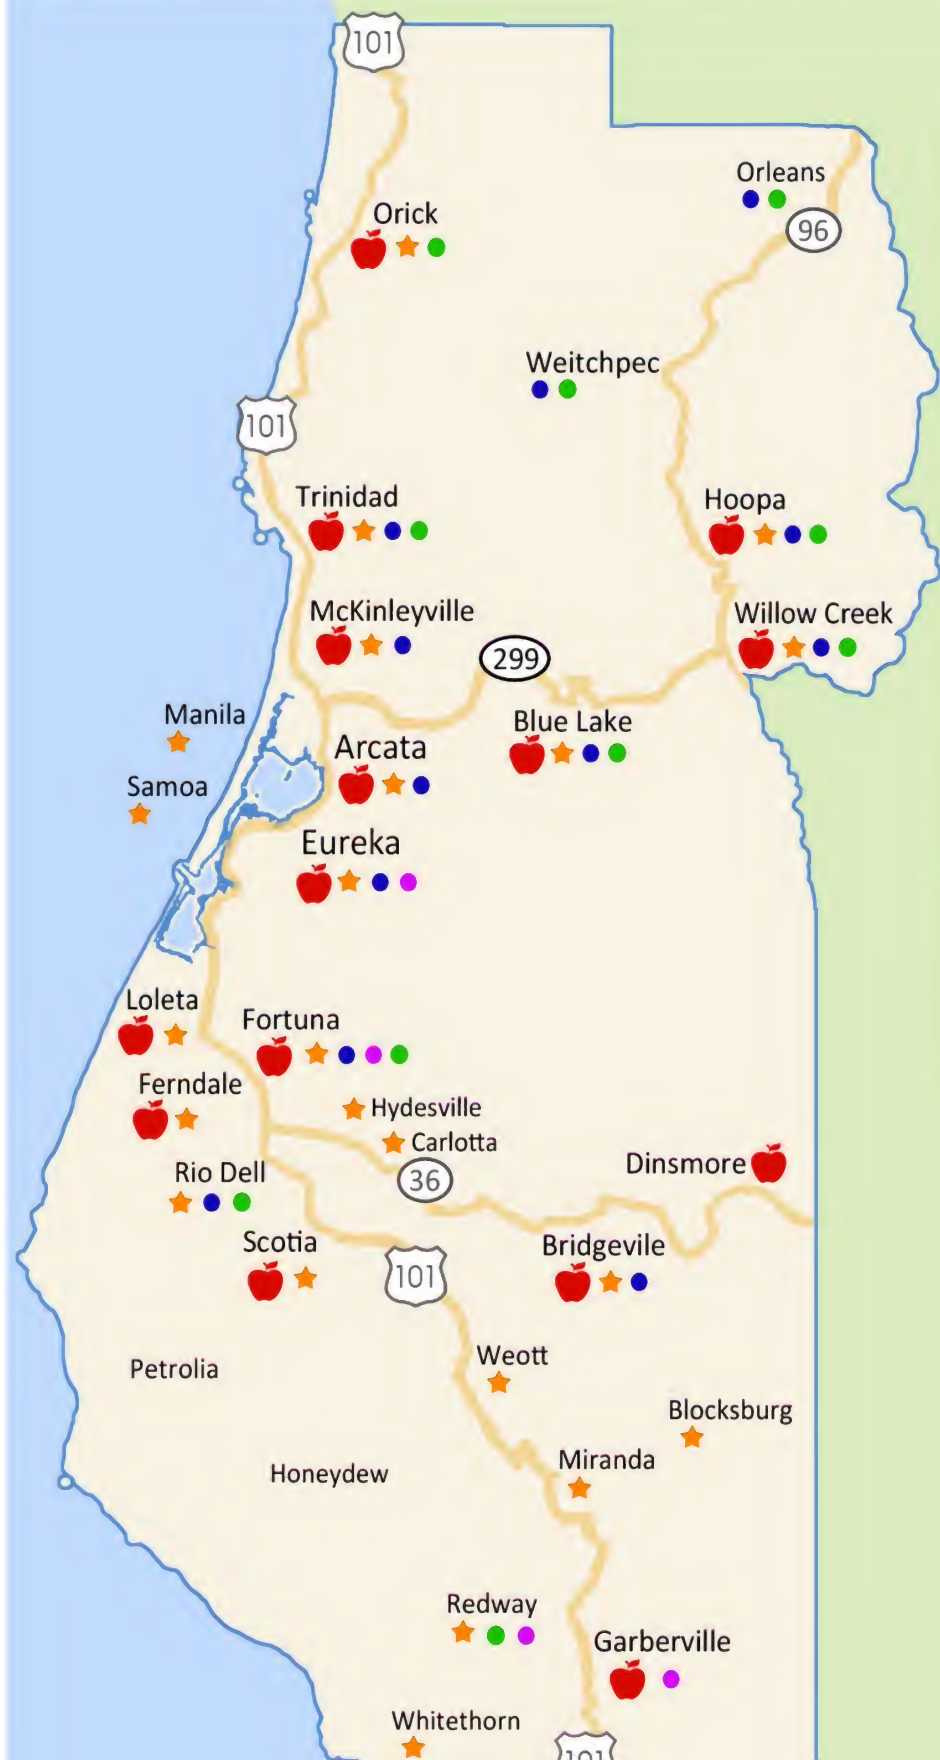 101
Orleans
96
Orick
Weitchpec
101
Trinidad
Hoopa
McKinleyville
Willow Creek
299
Manila
Blue Lake
Arcata
Samoa
Eureka
Loleta
Fortuna
Ferndale
Hydesville
Carlotta
Dinsmore
Rio Dell
36
Scotia
Bridgevile
101
Weott
Petrolia
Blocksburg
Miranda
Honeydew
Redway
Garberville
Whitethorn
101